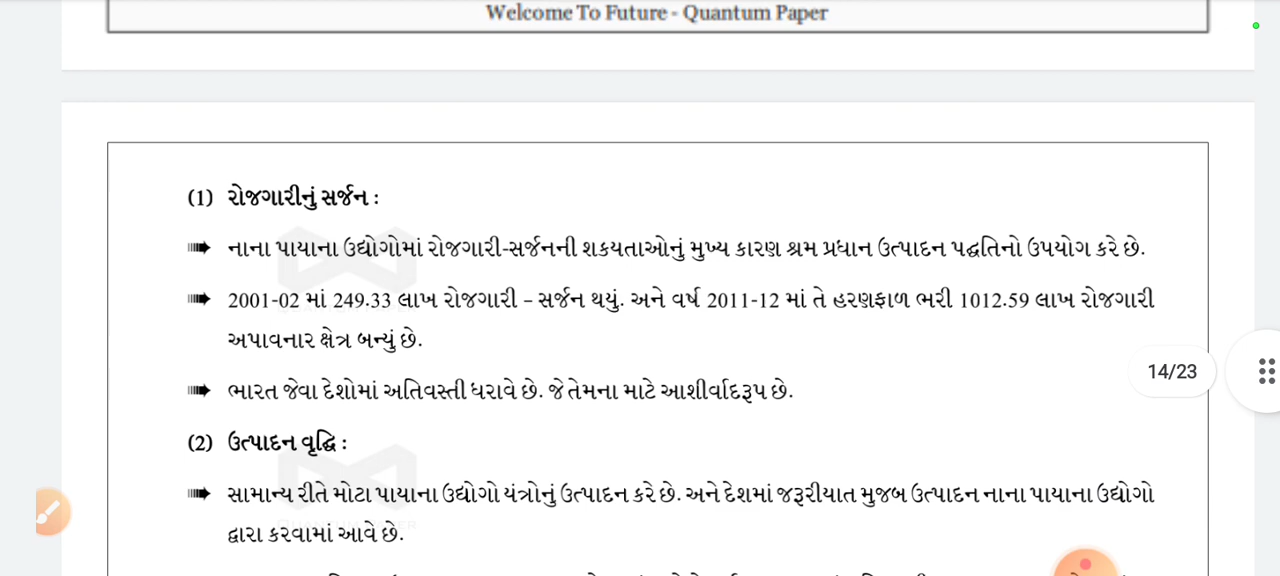 Welcome To Future - Quantum Paper
(1) રોજગારીનું સર્જન :
નાના પાયાના ઉદ્યોગોમાં રોજગારી-સર્જનની શકયતાઓનું મુખ્ય કારણ શ્રમ પ્રધાન ઉત્પાદન પદ્ધતિનો ઉપયોગ કરે છે.
2001-02 માં 249.33 લાખ રોજગારી – સર્જન થયું. અને વર્ષ 2011-12 માં તે હરણફાળ ભરી 1012.59 લાખ રોજગારી
અપાવનાર ક્ષેત્ર બન્યું છે.
14/23
ભારત જેવા દેશોમાં અતિવસ્તી ધરાવે છે. જે તેમના માટે આશીર્વાદરૂપ છે.
(2) ઉત્પાદન વૃદ્ધિ :
સામાન્ય રીતે મોટા પાયાના ઉદ્યોગો યંત્રોનું ઉત્પાદન કરે છે. અને દેશમાં જરૂરીયાત મુજબ ઉત્પાદન નાના પાયાના ઉદ્યોગો
દ્વારા કરવામાં આવે છે.